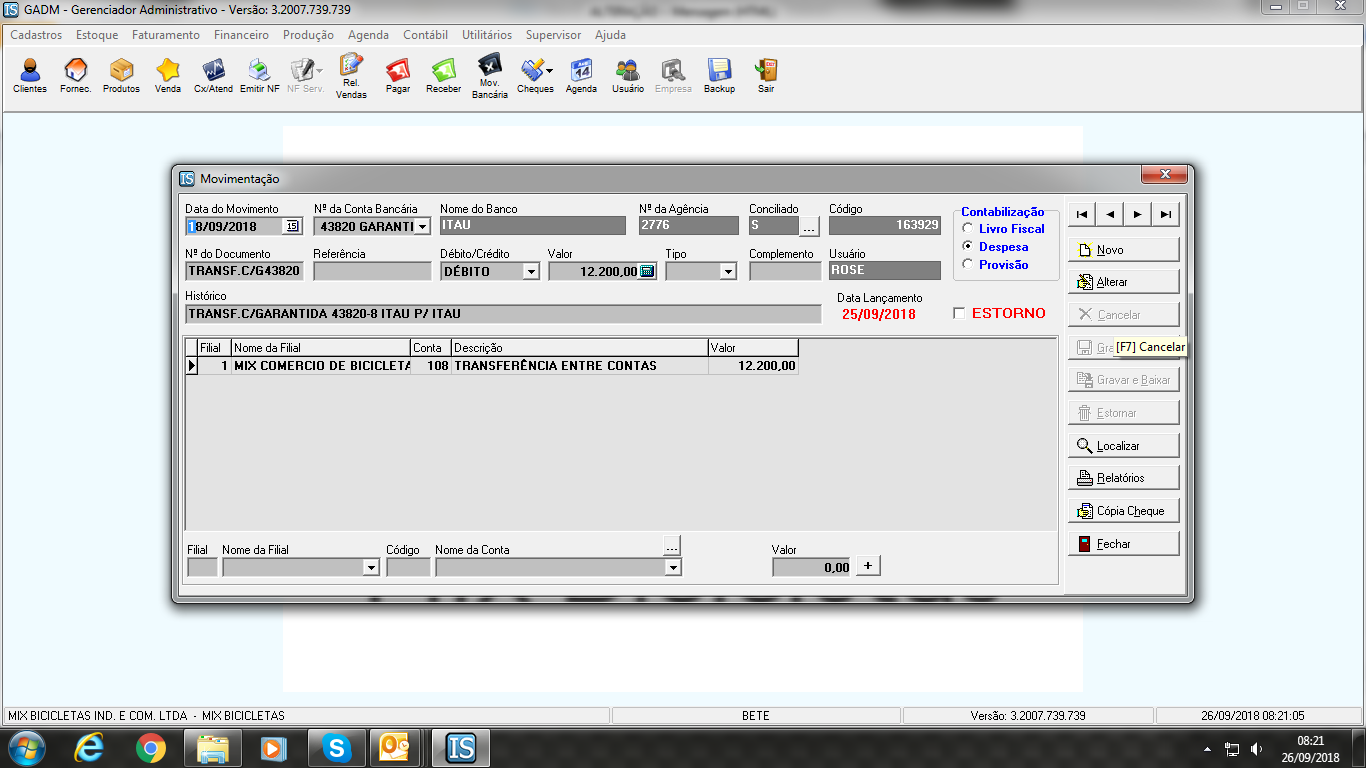 GADM - Gerenciador Administrativo - Versão: 3.2007.739.739
Cadastros Estoque Faturamento Financeiro Produção Agenda Contábil Utilitários Supervisor Ajuda
Clientes Fornec. Produtos Venda Cx/Atend Emitir NF NF Serv. Rel. Vendas Pagar Receber Mov. Bancária Cheques Agenda Usuário Empresa Backup Sair
Movimentação
Data do Movimento Nº da Conta Bancária Nome do Banco Nº da Agência Conciliado Código
18/09/2018 15 43820 GARANTI ITAU 2776 S ... 163929
Contabilização
Livro Fiscal
Despesa
Provisão
Nº do Documento Referência Débito/Crédito Valor Tipo Complemento Usuário
TRANSF.C/G43820 DÉBITO 12.200,00 ROSE
Histórico Data Lançamento
TRANSF.C/GARANTIDA 43820-8 ITAU P/ ITAU 25/09/2018 ESTORNO
Filial Nome da Filial Conta Descrição Valor
1 MIX COMERCIO DE BICICLETA 108 TRANSFERÊNCIA ENTRE CONTAS 12.200,00
Filial Nome da Filial Código Nome da Conta ... Valor
0,00 +
Novo
Alterar
Cancelar
Gra
[F7] Cancelar
Gravar e Baixar
Estornar
Localizar
Relatórios
Cópia Cheque
Fechar
MIX BICICLETAS IND. E COM. LTDA - MIX BICICLETAS BETE Versão: 3.2007.739.739 26/09/2018 08:21:05
08:21
26/09/2018